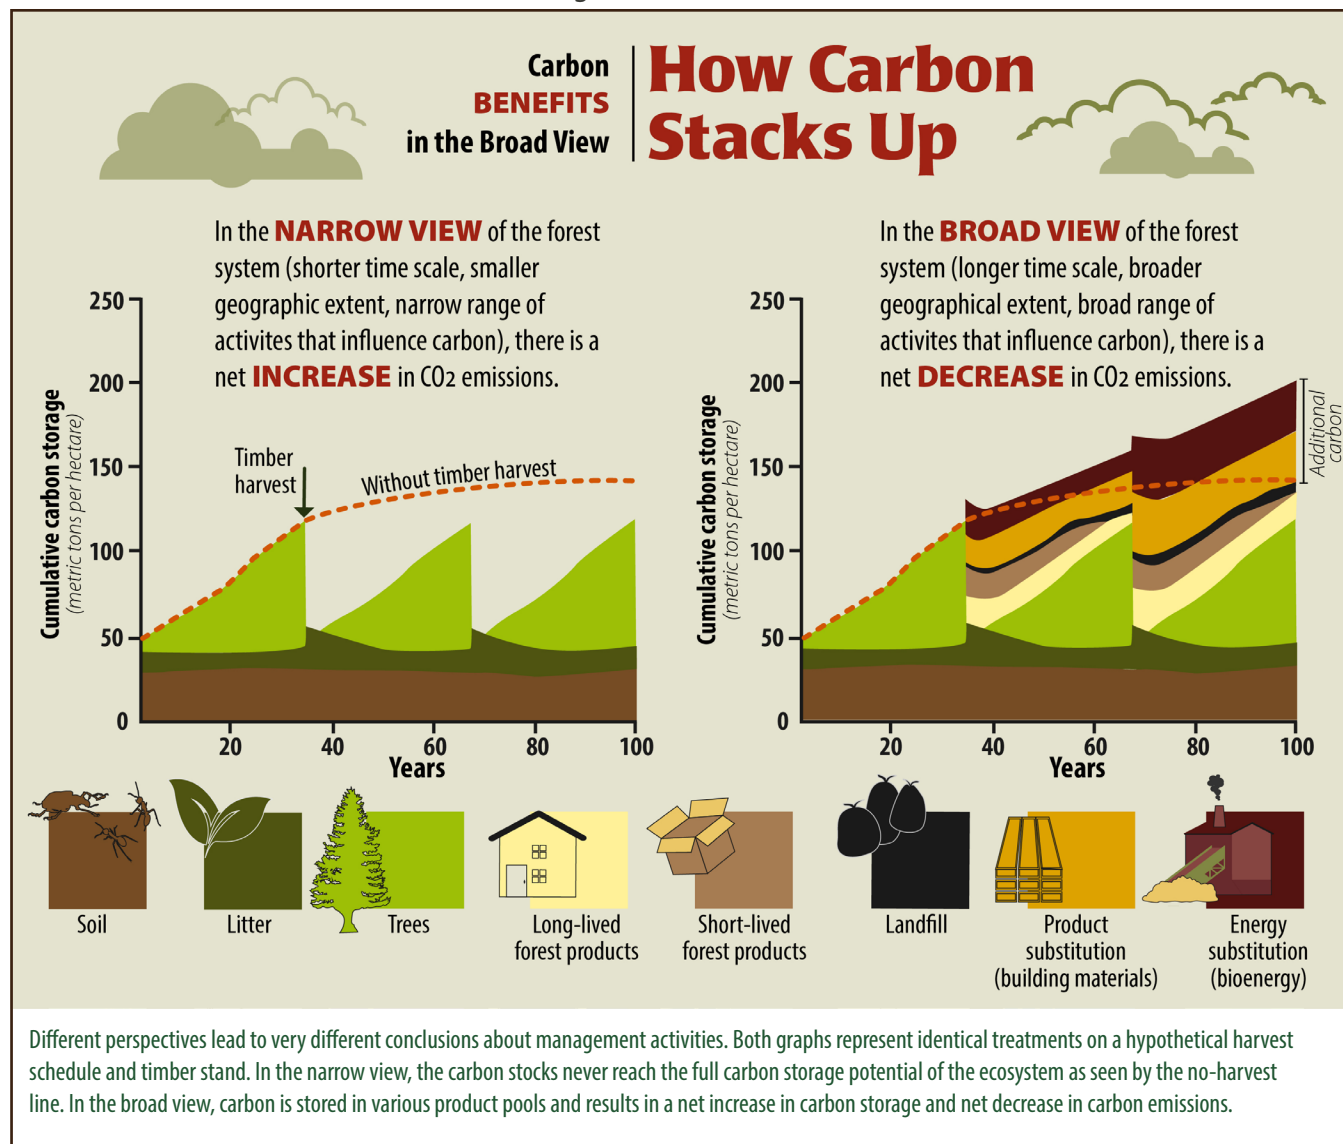 Carbon
BENEFITS
in the Broad View
How Carbon
Stacks Up
In the NARROW VIEW of the forest
system (shorter time scale, smaller
geographic extent, narrow range of
activites that influence carbon), there is a
net INCREASE in CO2 emissions.
250
200
150
100
50
0
Cumulative carbon storage
(metric tons per hectare)
Timber
harvest
Without timber harvest
20
40
60
80
100
Years
In the BROAD VIEW of the forest
system (longer time scale, broader
geographical extent, broad range of
activites that influence carbon), there is a
net DECREASE in CO2 emissions.
250
200
150
100
50
0
Cumulative carbon storage
(metric tons per hectare)
Additional
carbon
20
40
60
80
100
Years
Soil
Litter
Trees
Long-lived
forest products
Short-lived
forest products
Landfill
Product
substitution
(building materials)
Energy
substitution
(bioenergy)
Different perspectives lead to very different conclusions about management activities. Both graphs represent identical treatments on a hypothetical harvest
schedule and timber stand. In the narrow view, the carbon stocks never reach the full carbon storage potential of the ecosystem as seen by the no-harvest
line. In the broad view, carbon is stored in various product pools and results in a net increase in carbon storage and net decrease in carbon emissions.